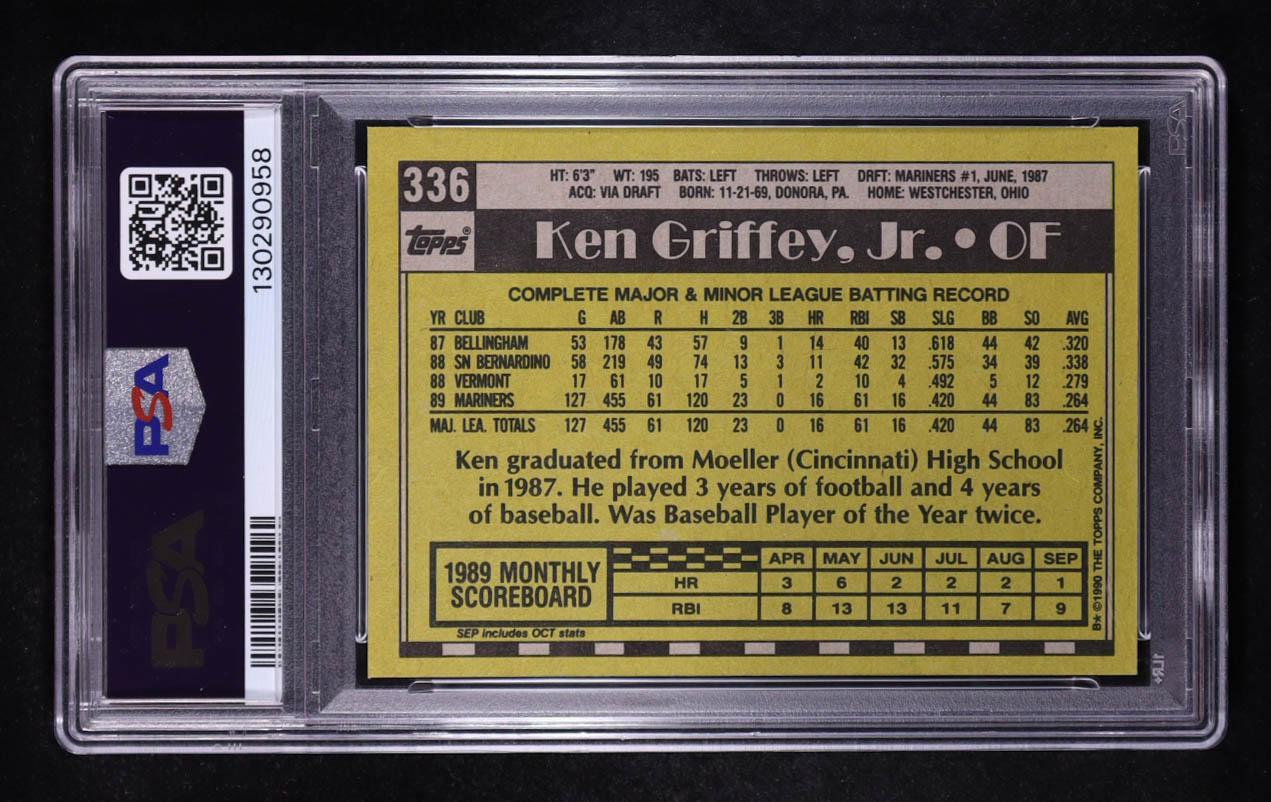 130290958
PSA
PSA
PSA
336
HT: 6'3" WT: 195 BATS: LEFT THROWS: LEFT DRFT: MARINERS #1, JUNE, 1987
ACQ: VIA DRAFT BORN: 11-21-69, DONORA, PA. HOME: WESTCHESTER, OHIO
topps®
Ken Griffey, Jr. • OF
COMPLETE MAJOR & MINOR LEAGUE BATTING RECORD
YR CLUB G AB R H 2B 3B HR RBI SB SLG BB SO AVG
87 BELLINGHAM 53 178 43 57 9 1 14 40 13 .618 44 42 .320
88 SN BERNARDINO 58 219 49 74 13 3 11 42 32 .575 34 39 .338
88 VERMONT 17 61 10 17 5 1 2 10 4 .492 5 12 .279
89 MARINERS 127 455 61 120 23 0 16 61 16 .420 44 83 .264
MAJ. LEA. TOTALS 127 455 61 120 23 0 16 61 16 .420 44 83 .264
Ken graduated from Moeller (Cincinnati) High School
in 1987. He played 3 years of football and 4 years
of baseball. Was Baseball Player of the Year twice.
1989 MONTHLY
SCOREBOARD
APR MAY JUN JUL AUG SEP
HR 3 6 2 2 2 1
RBI 8 13 13 11 7 9
SEP includes OCT stats
B* ©1990 THE TOPPS COMPANY, INC.